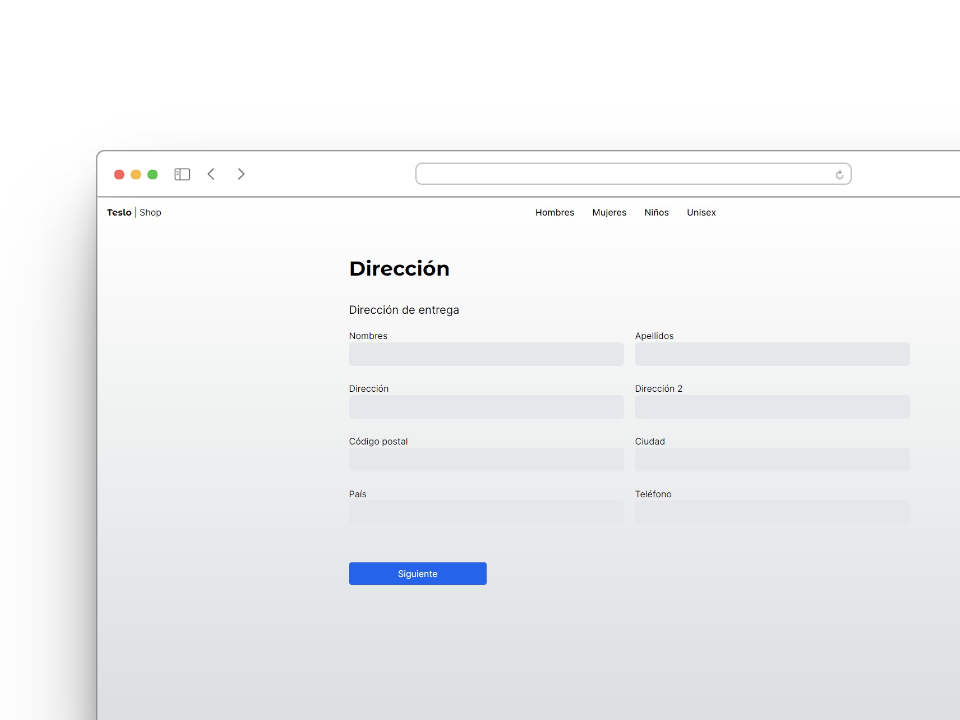 Teslo | Shop
Hombres Mujeres Niños Unisex
Dirección
Dirección de entrega
Nombres Apellidos
Dirección Dirección 2
Código postal Ciudad
País Teléfono
Siguiente